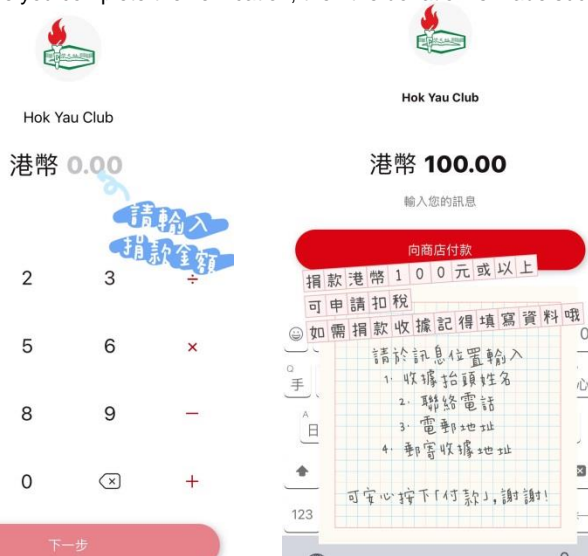 Hok Yau Club
港幣 0.00
請輸入
捐款金額
2 3 ÷
5 6 ×
8 9 −
0 +
下一步
Hok Yau Club
港幣 100.00
輸入您的訊息
向商店付款
捐款港幣100元或以上
可申請扣稅
如需捐款收據記得填寫資料哦
請於訊息位置輸入
1. 收據抬頭姓名
2. 聯絡電話
3. 電郵地址
4. 郵寄收據地址
可安心按下「付款」,謝謝!
Q
手
A
日
心
123